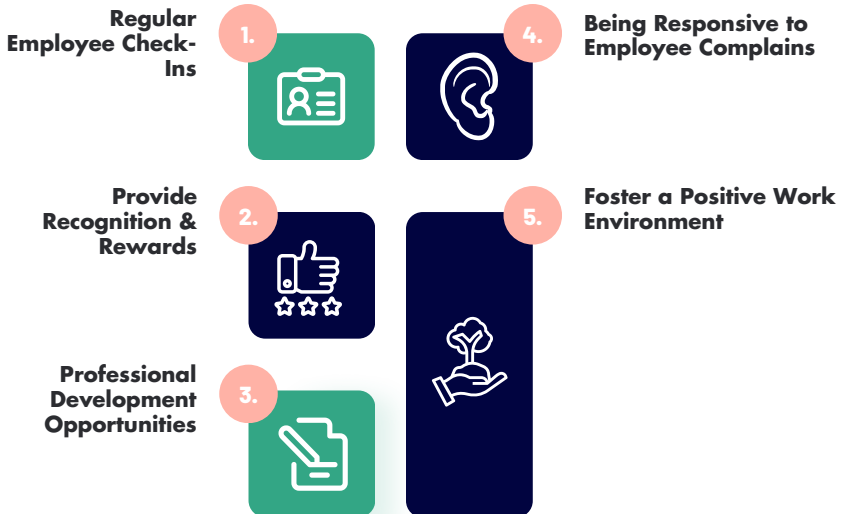 1.
Regular
Employee Check-
Ins
2.
Provide
Recognition &
Rewards
3.
Professional
Development
Opportunities
4.
Being Responsive to
Employee Complains
5.
Foster a Positive Work
Environment